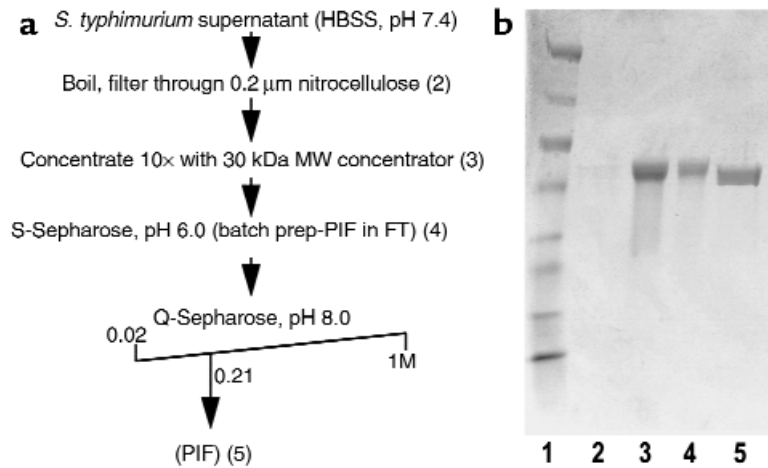 a
S. typhimurium supernatant (HBSS, pH 7.4)
Boil, filter through 0.2 µm nitrocellulose (2)
Concentrate 10× with 30 kDa MW concentrator (3)
S-Sepharose, pH 6.0 (batch prep-PIF in FT) (4)
Q-Sepharose, pH 8.0
0.02
1M
0.21
(PIF) (5)
b
1 2 3 4 5